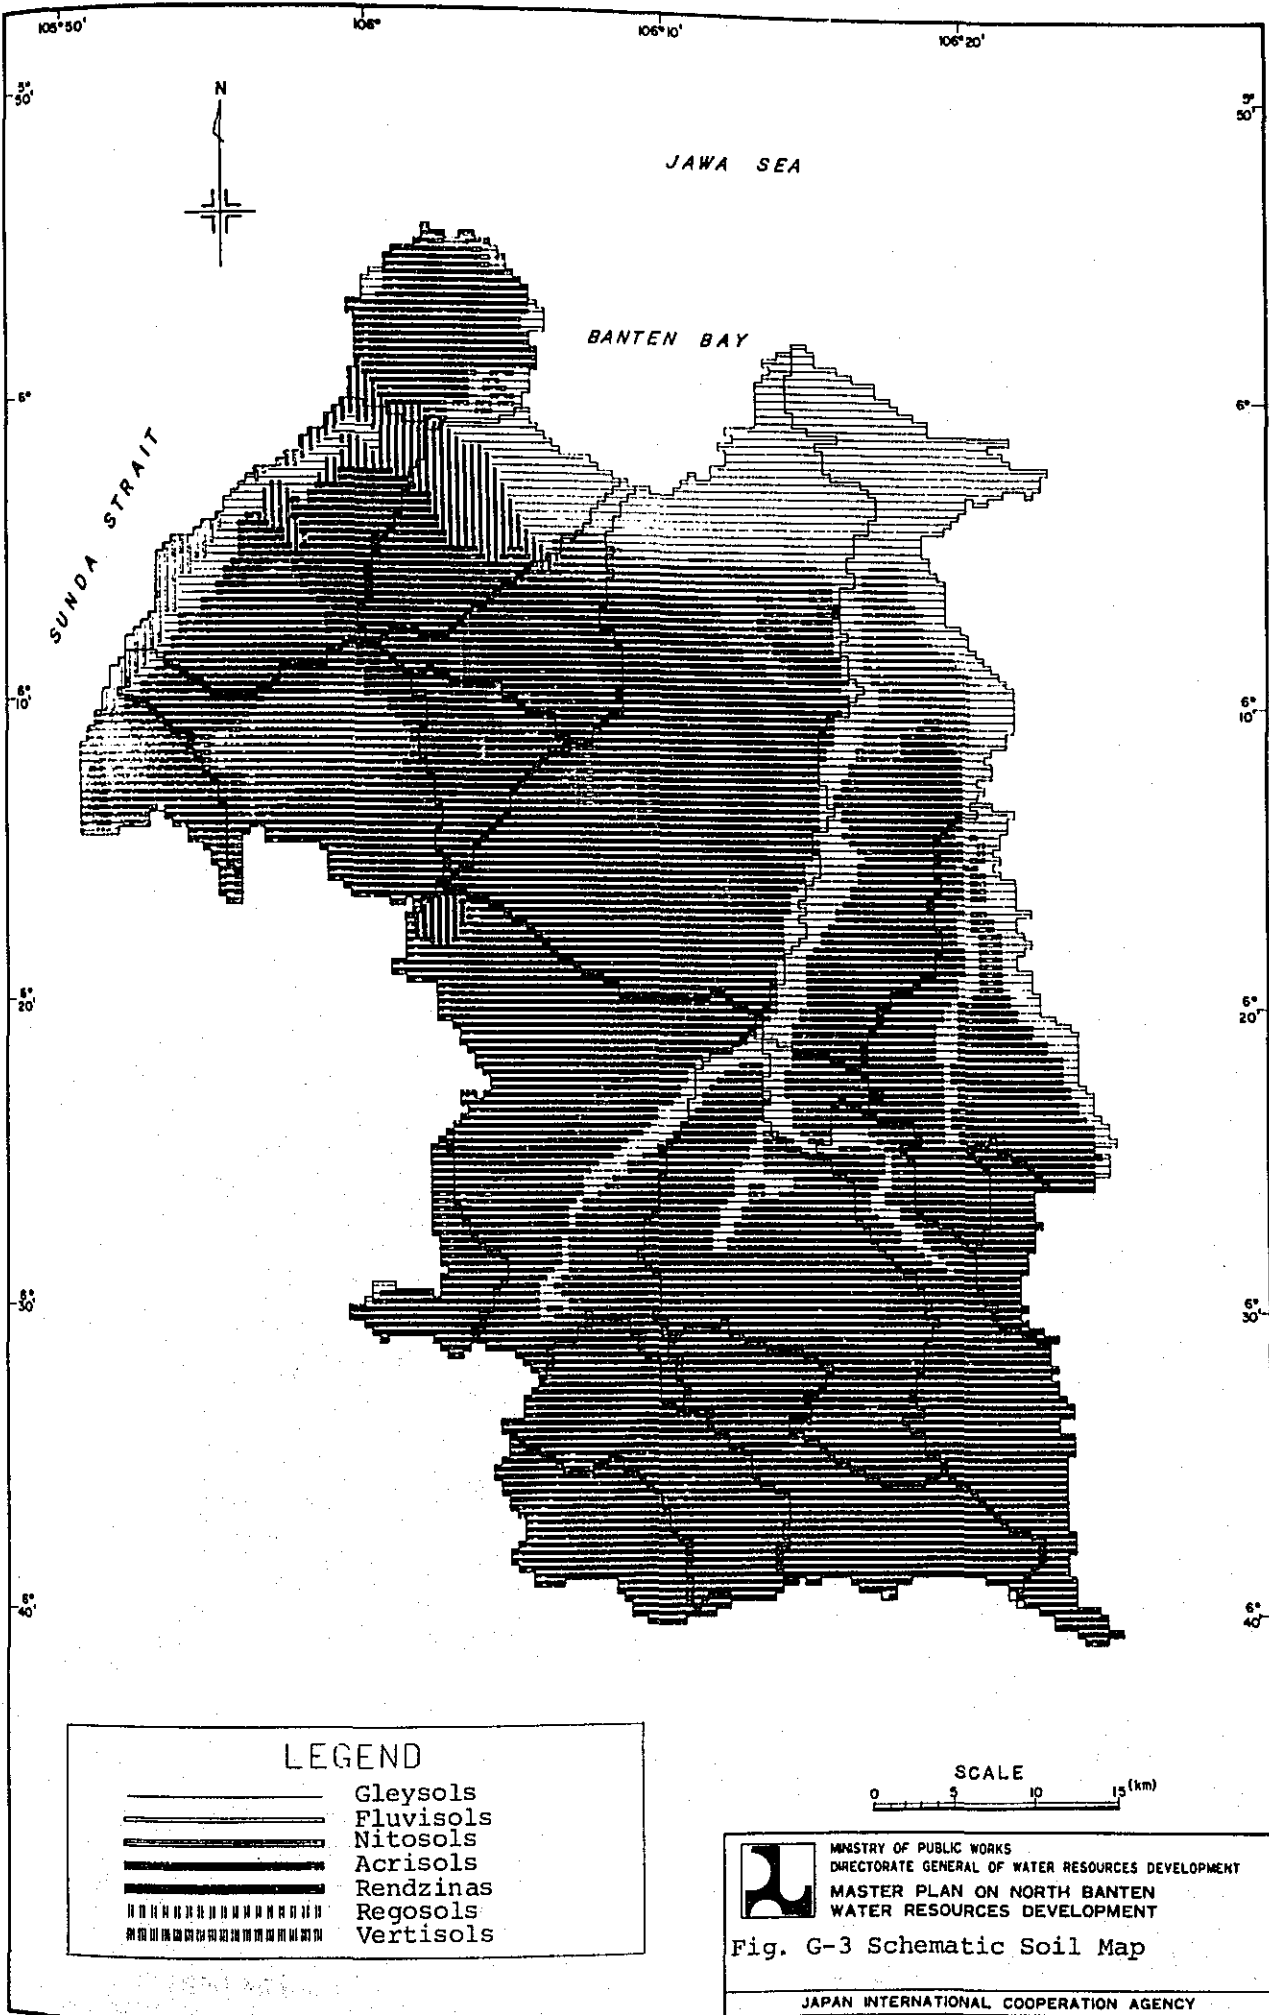 105°50'
106°
106°10'
106°20'
5°
50'
5°
50'
N
JAWA SEA
BANTEN BAY
6°
6°
SUNDA STRAIT
6°
10'
6°
10'
6°
20'
6°
20'
6°
30'
6°
30'
6°
40'
6°
40'
LEGEND
Gleysols
Fluvisols
Nitosols
Acrisols
Rendzinas
Regosols
Vertisols
SCALE
0 5 10 15 (km)
MINISTRY OF PUBLIC WORKS
DIRECTORATE GENERAL OF WATER RESOURCES DEVELOPMENT
MASTER PLAN ON NORTH BANTEN
WATER RESOURCES DEVELOPMENT
Fig. G-3 Schematic Soil Map
JAPAN INTERNATIONAL COOPERATION AGENCY